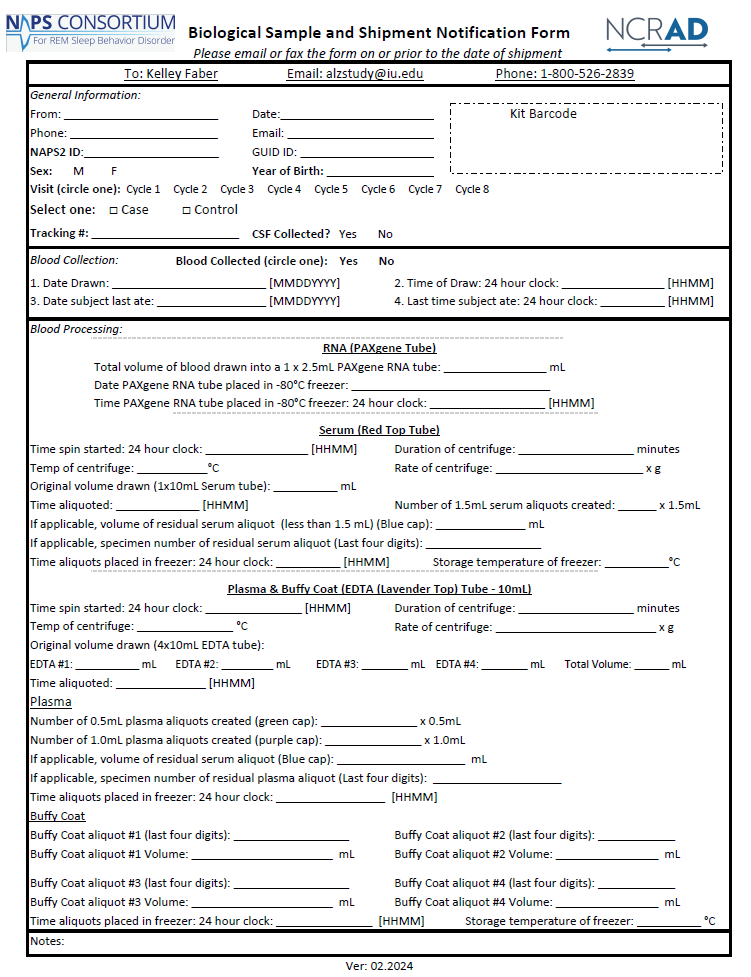 NAPS CONSORTIUM
For REM Sleep Behavior Disorder
Biological Sample and Shipment Notification Form
Please email or fax the form on or prior to the date of shipment
NCRAD
To: Kelley Faber Email: alzstudy@iu.edu Phone: 1-800-526-2839
General Information:
From: ____________ Date: ____________ Kit Barcode
Phone: ____________ Email: ____________
NAPS2 ID: ____________ GUID ID: ____________
Sex: M F Year of Birth: ____________
Visit (circle one): Cycle 1 Cycle 2 Cycle 3 Cycle 4 Cycle 5 Cycle 6 Cycle 7 Cycle 8
Select one: □ Case □ Control
Tracking #: ____________ CSF Collected? Yes No
Blood Collection: Blood Collected (circle one): Yes No
1. Date Drawn: ____________ [MMDDYYYY] 2. Time of Draw: 24 hour clock: ____________ [HHMM]
3. Date subject last ate: ____________ [MMDDYYYY] 4. Last time subject ate: 24 hour clock: ____________ [HHMM]
Blood Processing:
RNA (PAXgene Tube)
Total volume of blood drawn into a 1 x 2.5mL PAXgene RNA tube: ____________ mL
Date PAXgene RNA tube placed in -80°C freezer: ____________
Time PAXgene RNA tube placed in -80°C freezer: 24 hour clock: ____________ [HHMM]
Serum (Red Top Tube)
Time spin started: 24 hour clock: ____________ [HHMM] Duration of centrifuge: ____________ minutes
Temp of centrifuge: ____________°C Rate of centrifuge: ____________ x g
Original volume drawn (1x10mL Serum tube): ____________ mL
Time aliquoted: ____________ [HHMM] Number of 1.5mL serum aliquots created: ______ x 1.5mL
If applicable, volume of residual serum aliquot (less than 1.5 mL) (Blue cap): ____________ mL
If applicable, specimen number of residual serum aliquot (Last four digits): ____________
Time aliquots placed in freezer: 24 hour clock: ____________ [HHMM] Storage temperature of freezer: ____________°C
Plasma & Buffy Coat (EDTA (Lavender Top) Tube - 10mL)
Time spin started: 24 hour clock: ____________ [HHMM] Duration of centrifuge: ____________ minutes
Temp of centrifuge: ____________ °C Rate of centrifuge: ____________ x g
Original volume drawn (4x10mL EDTA tube):
EDTA #1: __________ mL EDTA #2: ________ mL EDTA #3: _______ mL EDTA #4: _______ mL Total Volume: ______ mL
Time aliquoted: ____________ [HHMM]
Plasma
Number of 0.5mL plasma aliquots created (green cap): ____________ x 0.5mL
Number of 1.0mL plasma aliquots created (purple cap): ____________ x 1.0mL
If applicable, volume of residual serum aliquot (Blue cap): ____________ mL
If applicable, specimen number of residual plasma aliquot (Last four digits): ____________
Time aliquots placed in freezer: 24 hour clock: ____________ [HHMM]
Buffy Coat
Buffy Coat aliquot #1 (last four digits): ____________ Buffy Coat aliquot #2 (last four digits): ____________
Buffy Coat aliquot #1 Volume: ____________ mL Buffy Coat aliquot #2 Volume: ____________ mL
Buffy Coat aliquot #3 (last four digits): ____________ Buffy Coat aliquot #4 (last four digits): ____________
Buffy Coat aliquot #3 Volume: ____________ mL Buffy Coat aliquot #4 Volume: ____________ mL
Time aliquots placed in freezer: 24 hour clock: ____________ [HHMM] Storage temperature of freezer: __________ °C
Notes:
Ver: 02.2024